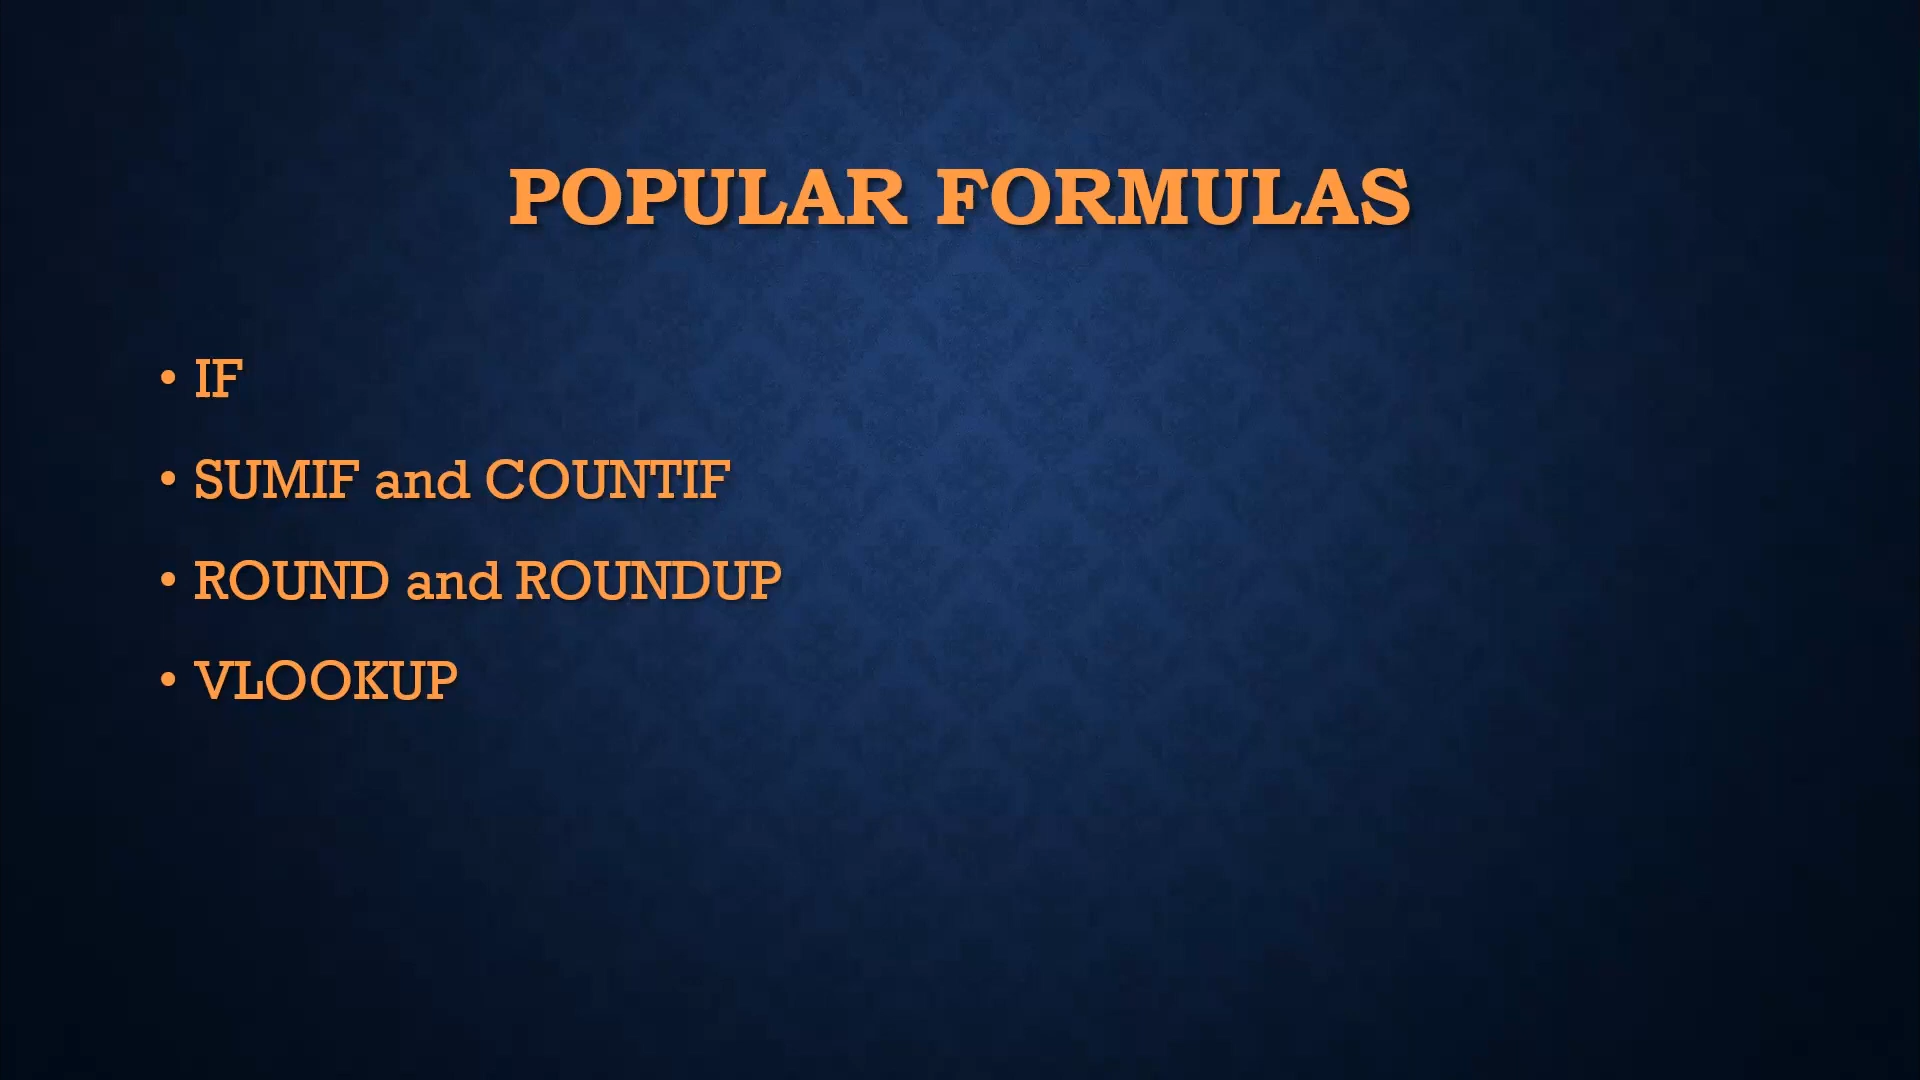 POPULAR FORMULAS
• IF
• SUMIF and COUNTIF
• ROUND and ROUNDUP
• VLOOKUP